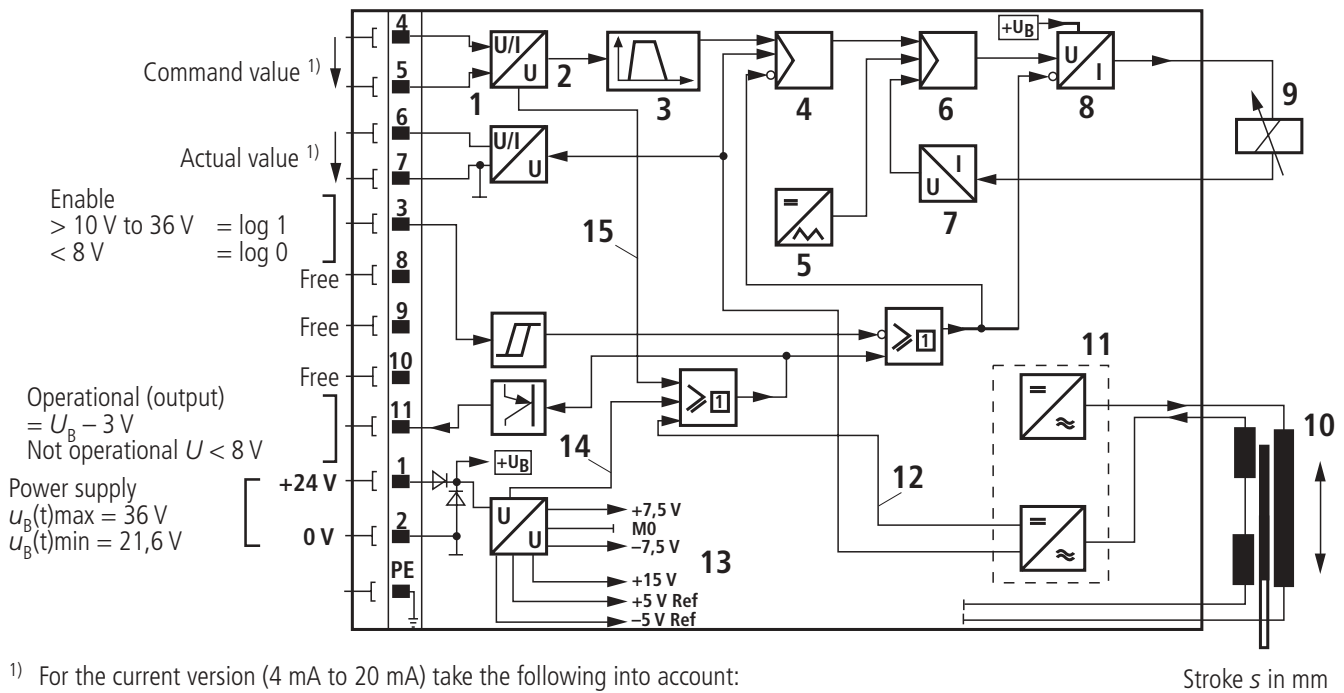 4
Command value 1)
5
6
Actual value 1)
7
Enable
> 10 V to 36 V = log 1
< 8 V = log 0
3
Free
8
Free
9
Free
10
Operational (output)
= UB – 3 V
Not operational U < 8 V
11
Power supply
uB(t)max = 36 V
uB(t)min = 21,6 V
+24 V
1
0 V
2
PE
U/I
U
1
2
3
4
6
+UB
U
I
8
9
U/I
U
I
U
7
5
15
1
1
11
10
14
12
+UB
U
U
+7,5 V
M0
–7,5 V
13
+15 V
+5 V Ref
–5 V Ref
1) For the current version (4 mA to 20 mA) take the following into account:
Stroke s in mm